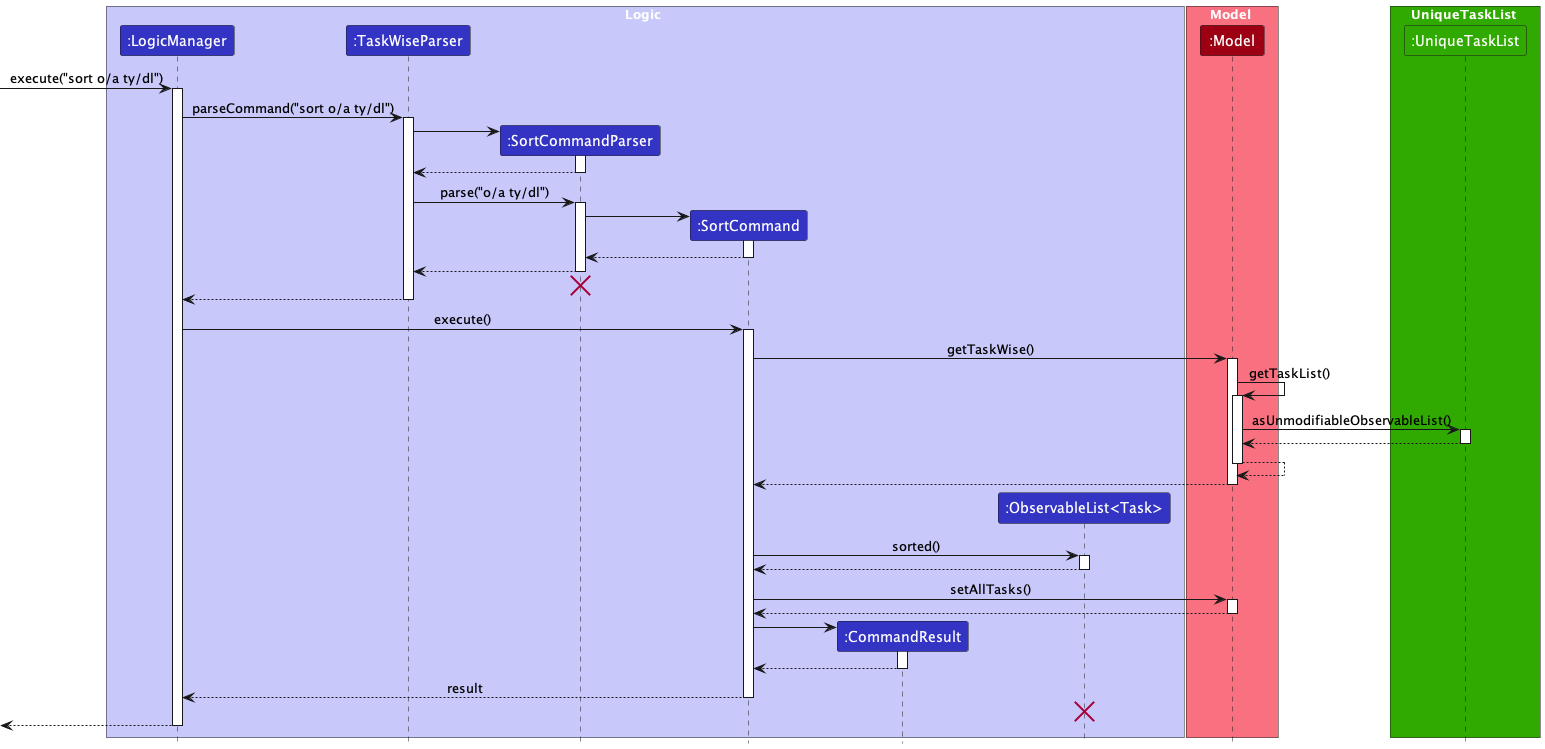 Logic
Model
UniqueTaskList
:LogicManager
:TaskWiseParser
:Model
:UniqueTaskList
execute("sort o/a ty/dl")
parseCommand("sort o/a ty/dl")
:SortCommandParser
parse("o/a ty/dl")
:SortCommand
execute()
getTaskWise()
getTaskList()
asUnmodifiableObservableList()
:ObservableList<Task>
sorted()
setAllTasks()
:CommandResult
result